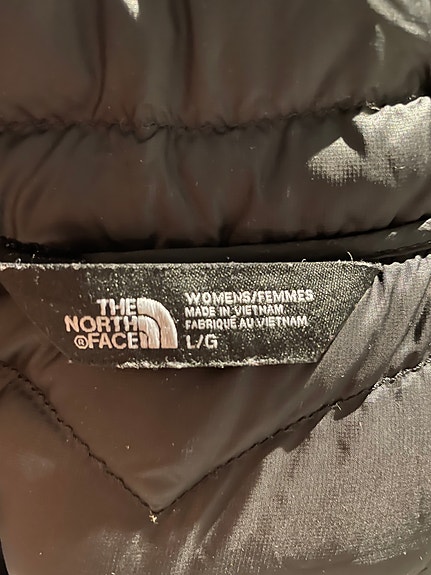 THE
NORTH
®FACE
WOMENS/FEMMES
MADE IN VIETNAM
FABRIQUÉ AU VIETNAM
L/G